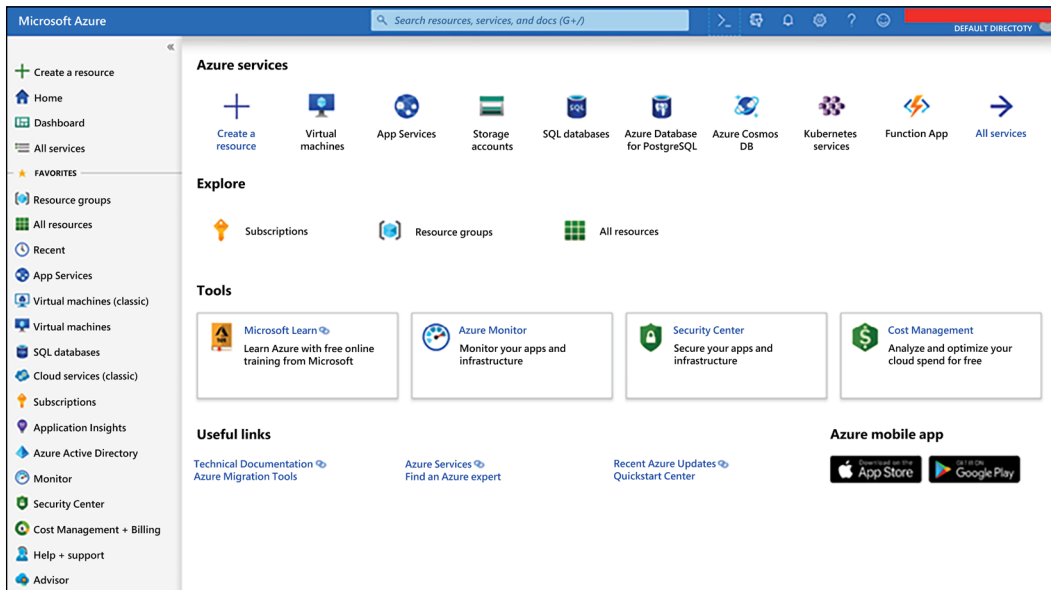 Microsoft Azure
Search resources, services, and docs (G+/)
DEFAULT DIRECTOTY
Create a resource
Home
Dashboard
All services
FAVORITES
Resource groups
All resources
Recent
App Services
Virtual machines (classic)
Virtual machines
SQL databases
Cloud services (classic)
Subscriptions
Application Insights
Azure Active Directory
Monitor
Security Center
Cost Management + Billing
Help + support
Advisor
Azure services
Create a
resource
Virtual
machines
App Services
Storage
accounts
SQL databases
Azure Database
for PostgreSQL
Azure Cosmos
DB
Kubernetes
services
Function App
All services
Explore
Subscriptions
Resource groups
All resources
Tools
Microsoft Learn
Learn Azure with free online
training from Microsoft
Azure Monitor
Monitor your apps and
infrastructure
Security Center
Secure your apps and
infrastructure
Cost Management
Analyze and optimize your
cloud spend for free
Useful links
Technical Documentation
Azure Migration Tools
Azure Services
Find an Azure expert
Recent Azure Updates
Quickstart Center
Azure mobile app
Download on the
App Store
GET IT ON
Google Play